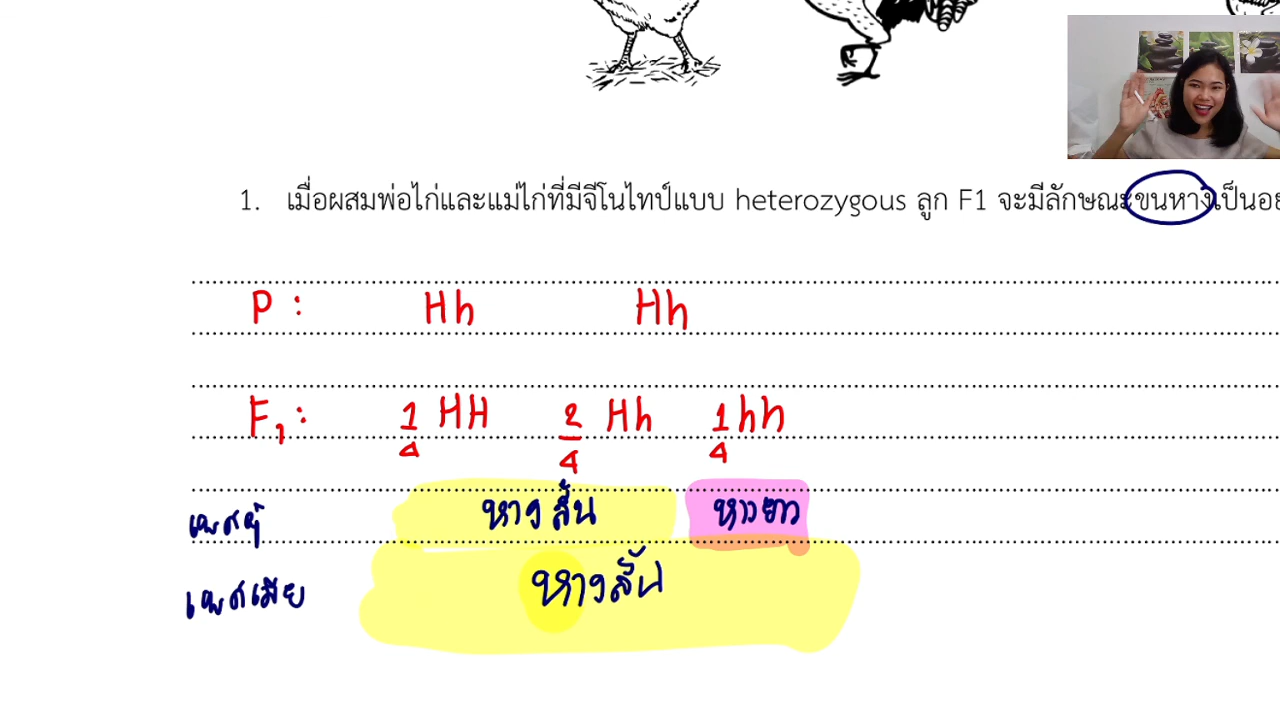 1. เมื่อผสมพ่อไก่และแม่ไก่ที่มีจีโนไทป์แบบ heterozygous ลูก F1 จะมีลักษณะขนหางเป็นอย
P : Hh Hh
F1 : 1/4 HH 2/4 Hh 1/4 hh
เพศผู้ หางสั้น หางยาว
เพศเมีย หางสั้น